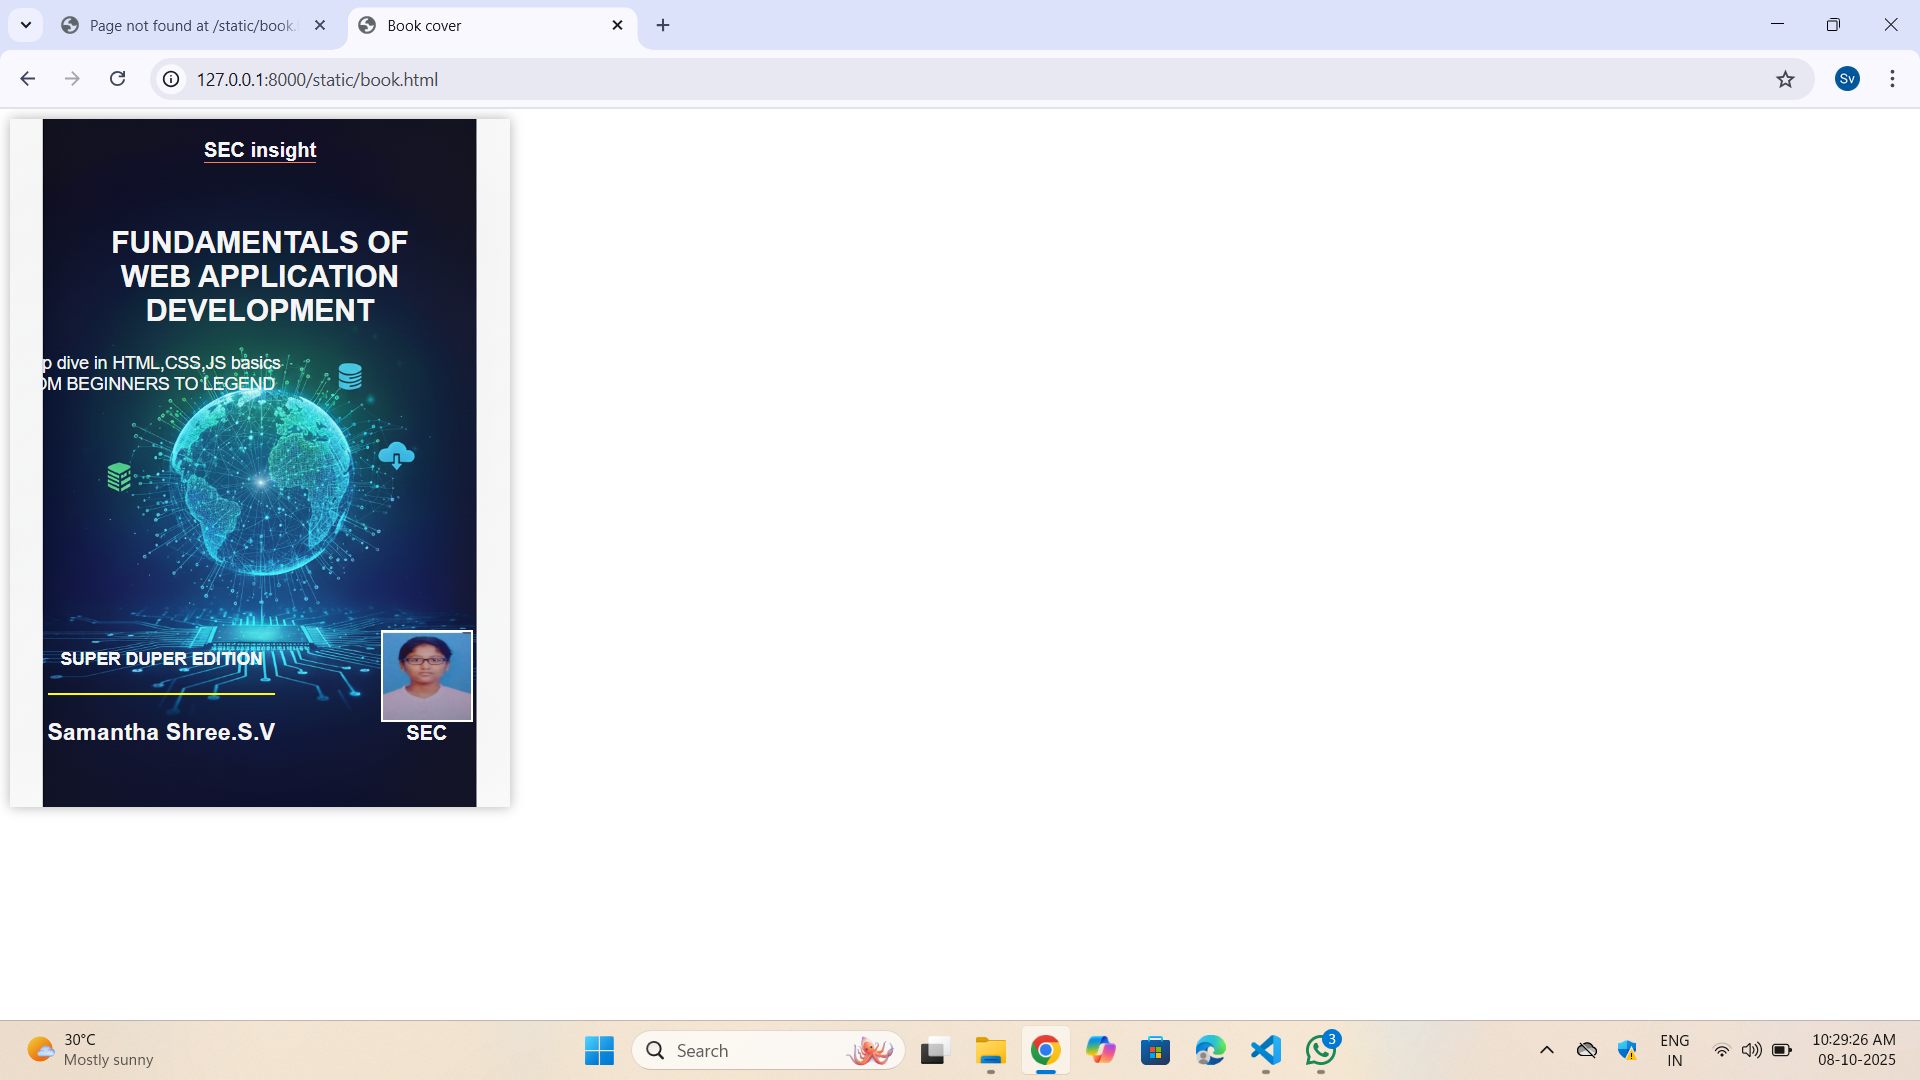 Page not found at /static/book.
Book cover
127.0.0.1:8000/static/book.html
Sv
SEC insight
FUNDAMENTALS OF
WEB APPLICATION
DEVELOPMENT
p dive in HTML,CSS,JS basics
OM BEGINNERS TO LEGEND
SUPER DUPER EDITION
Samantha Shree.S.V
SEC
30°C
Mostly sunny
Search
3
ENG
IN
10:29:26 AM
08-10-2025